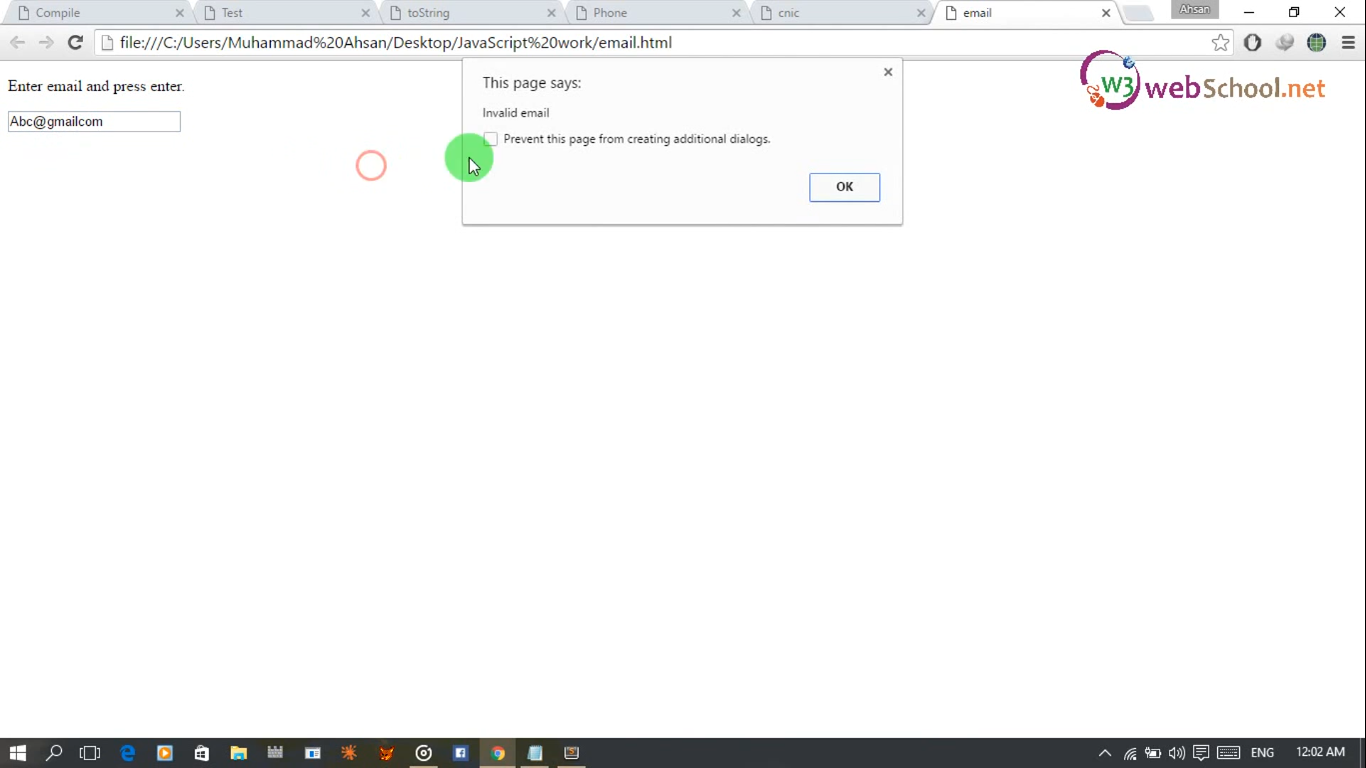 Compile
Test
toString
Phone
cnic
email
Ahsan
file:///C:/Users/Muhammad%20Ahsan/Desktop/JavaScript%20work/email.html
W3 webSchool.net
Enter email and press enter.
Abc@gmailcom
This page says:
Invalid email
Prevent this page from creating additional dialogs.
OK
ENG
12:02 AM